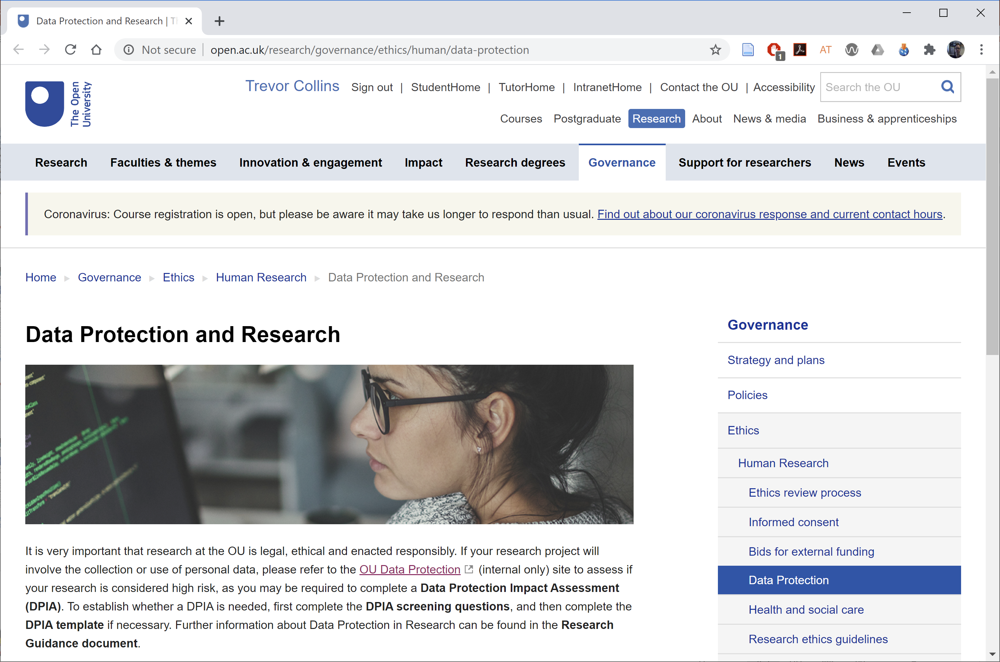 Data Protection and Research | Th
Not secure | open.ac.uk/research/governance/ethics/human/data-protection
1
AT
The Open
University
Trevor Collins Sign out | StudentHome | TutorHome | IntranetHome | Contact the OU | Accessibility
Search the OU
Courses Postgraduate Research About News & media Business & apprenticeships
Research Faculties & themes Innovation & engagement Impact Research degrees Governance Support for researchers News Events
Coronavirus: Course registration is open, but please be aware it may take us longer to respond than usual. Find out about our coronavirus response and current contact hours.
Home Governance Ethics Human Research Data Protection and Research
Data Protection and Research
It is very important that research at the OU is legal, ethical and enacted responsibly. If your research project will
involve the collection or use of personal data, please refer to the OU Data Protection (internal only) site to assess if
your research is considered high risk, as you may be required to complete a Data Protection Impact Assessment
(DPIA). To establish whether a DPIA is needed, first complete the DPIA screening questions, and then complete the
DPIA template if necessary. Further information about Data Protection in Research can be found in the Research
Guidance document.
Governance
Strategy and plans
Policies
Ethics
Human Research
Ethics review process
Informed consent
Bids for external funding
Data Protection
Health and social care
Research ethics guidelines